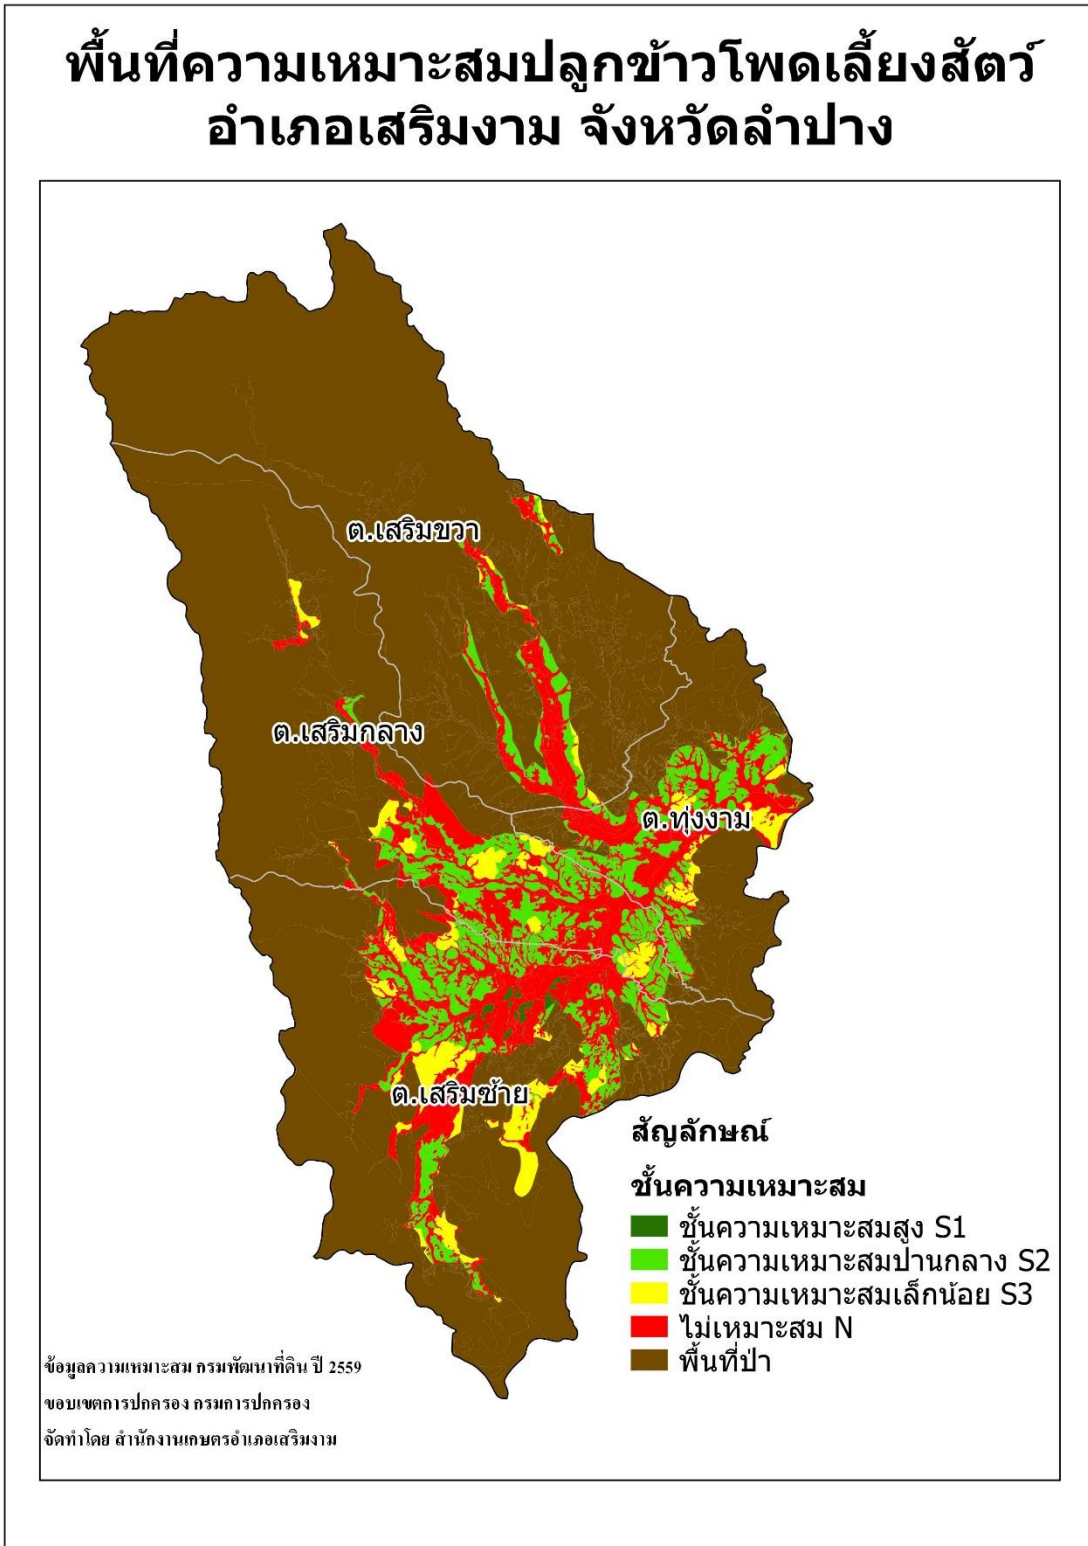 พื้นที่ความเหมาะสมปลูกข้าวโพดเลี้ยงสัตว์
อำเภอเสริมงาม จังหวัดลำปาง
ต.เสริมขวา
ต.เสริมกลาง
ต.ทุ่งงาม
ต.เสริมซ้าย
สัญลักษณ์
ชั้นความเหมาะสม
ชั้นความเหมาะสมสูง S1
ชั้นความเหมาะสมปานกลาง S2
ชั้นความเหมาะสมเล็กน้อย S3
ไม่เหมาะสม N
พื้นที่ป่า
ข้อมูลความเหมาะสม กรมพัฒนาที่ดิน ปี 2559
ขอบเขตการปกครอง กรมการปกครอง
จัดทำโดย สำนักงานเกษตรอำเภอเสริมงาม